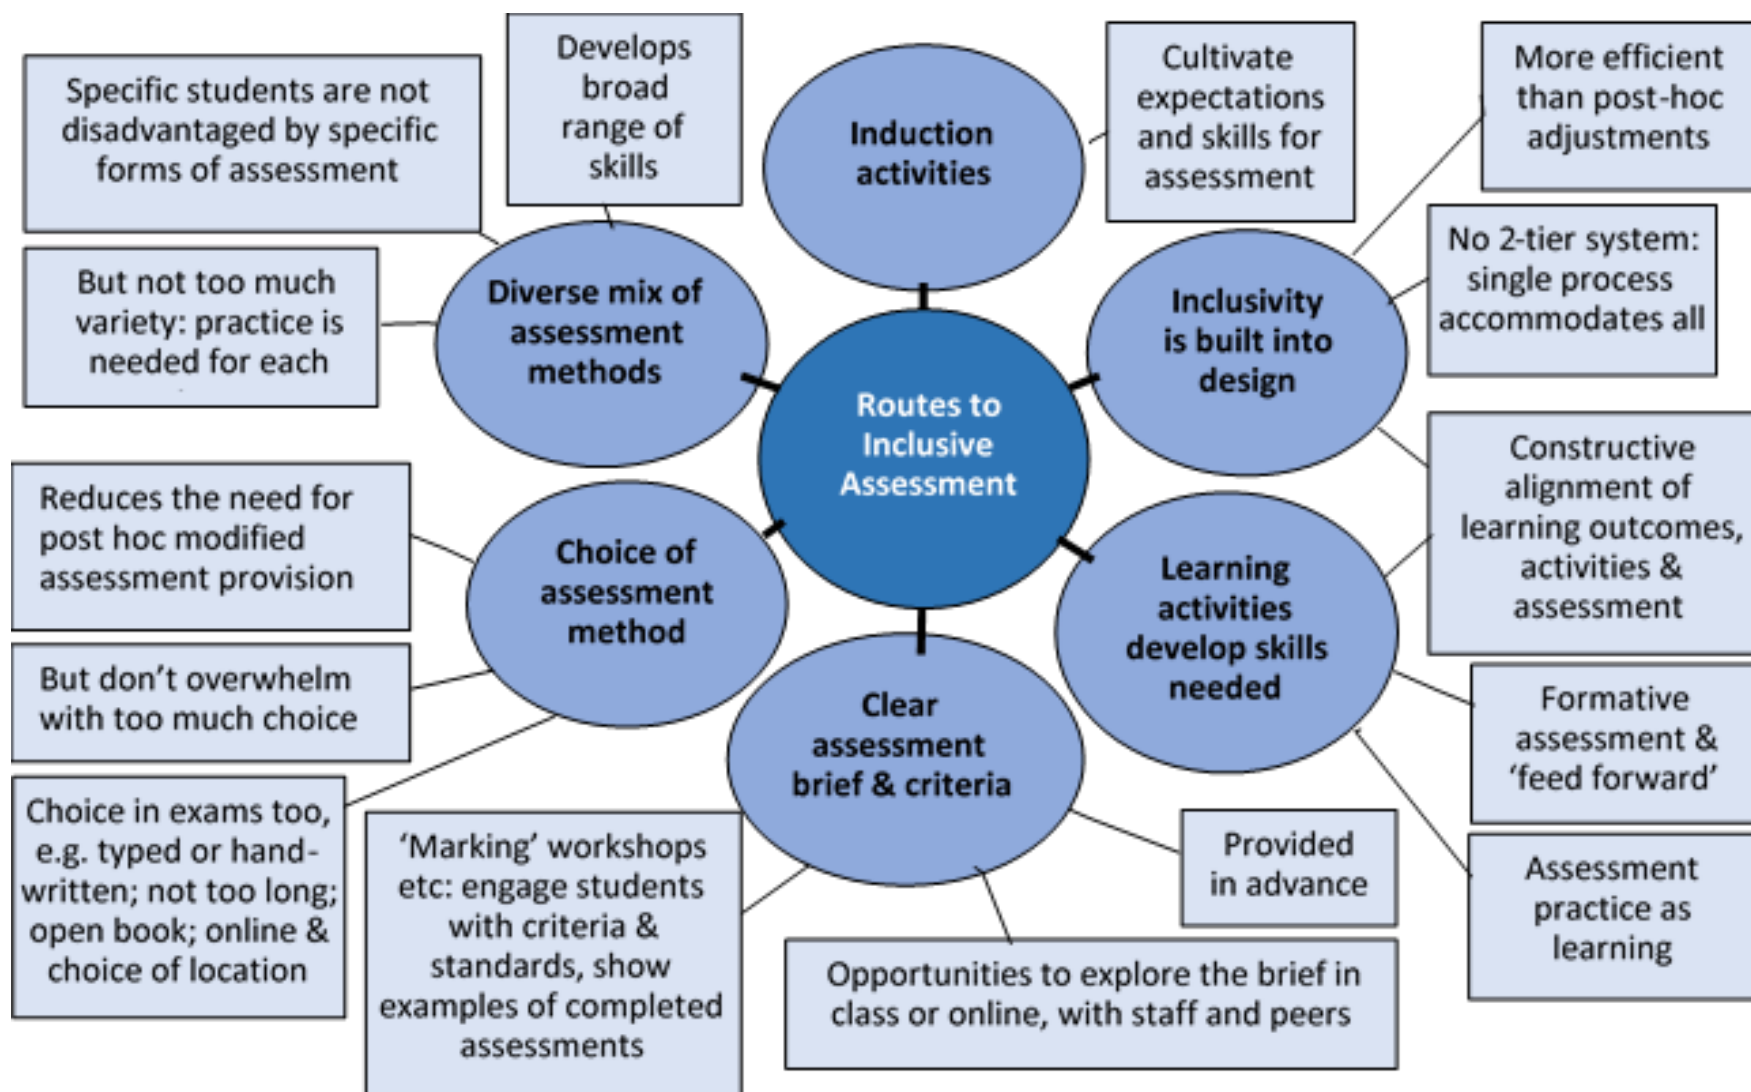 Routes to
Inclusive
Assessment
Induction
activities
Cultivate
expectations
and skills for
assessment
Inclusivity
is built into
design
More efficient
than post-hoc
adjustments
No 2-tier system:
single process
accommodates all
Constructive
alignment of
learning outcomes,
activities &
assessment
Learning
activities
develop skills
needed
Formative
assessment &
‘feed forward’
Assessment
practice as
learning
Clear
assessment
brief & criteria
Provided
in advance
Opportunities to explore the brief in
class or online, with staff and peers
‘Marking’ workshops
etc: engage students
with criteria &
standards, show
examples of completed
assessments
Choice of
assessment
method
Reduces the need for
post hoc modified
assessment provision
But don’t overwhelm
with too much choice
Choice in exams too,
e.g. typed or hand-
written; not too long;
open book; online &
choice of location
Diverse mix of
assessment
methods
Specific students are not
disadvantaged by specific
forms of assessment
Develops
broad
range of
skills
But not too much
variety: practice is
needed for each